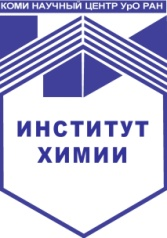 КОМИ НАУЧНЫЙ ЦЕНТР УрО РАН
ИНСТИТУТ
ХИМИИ